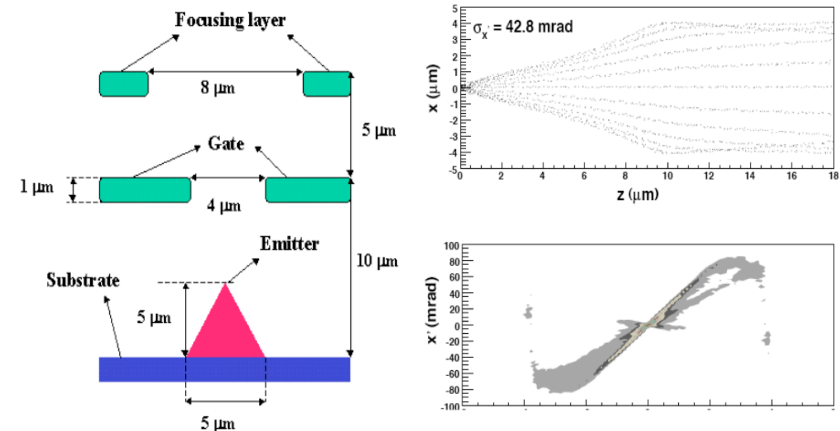 Focusing layer
8 μm
5 μm
Gate
1 μm
4 μm
Emitter
10 μm
Substrate
5 μm
5 μm
σx' = 42.8 mrad
x (μm)
5
4
3
2
1
0
-1
-2
-3
-4
-5
0 2 4 6 8 10 12 14 16 18
z (μm)
x' (mrad)
100
80
60
40
20
0
-20
-40
-60
-80
-100